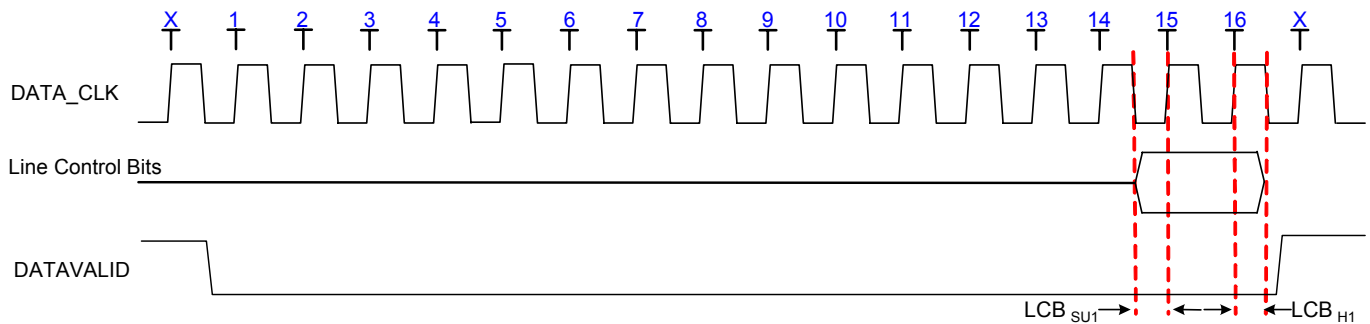 X 1 2 3 4 5 6 7 8 9 10 11 12 13 14 15 16 X
DATA_CLK
Line Control Bits
DATAVALID
LCB SU1 LCB H1